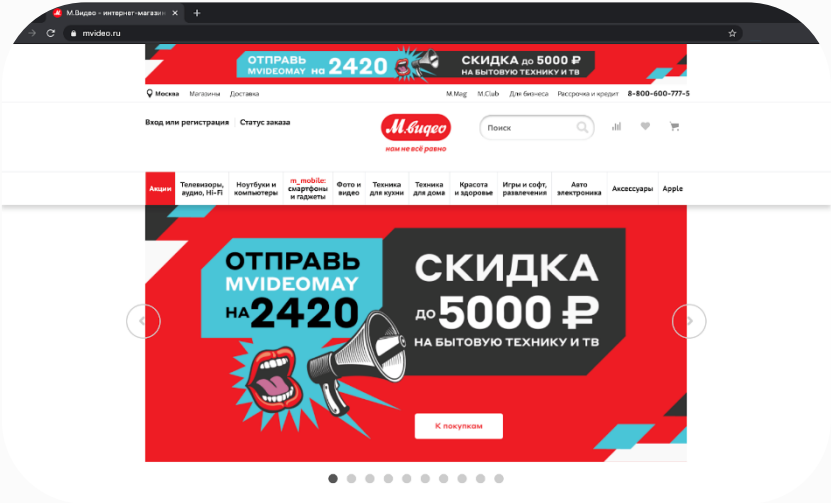 М.Видео - интернет-магазин
mvideo.ru
ОТПРАВЬ
MVIDEOMAY на 2420
СКИДКА до 5000 ₽
НА БЫТОВУЮ ТЕХНИКУ И ТВ
Москва Магазины Доставка M.Mag M.Club Для бизнеса Рассрочка и кредит 8-800-600-777-5
Вход или регистрация Статус заказа
М.видео
нам не всё равно
Поиск
Акции
Телевизоры,
аудио, Hi-Fi
Ноутбуки и
компьютеры
m_mobile:
смартфоны
и гаджеты
Фото и
видео
Техника
для кухни
Техника
для дома
Красота
и здоровье
Игры и софт,
развлечения
Авто
электроника
Аксессуары
Apple
ОТПРАВЬ
MVIDEOMAY
НА 2420
СКИДКА
ДО 5000 ₽
НА БЫТОВУЮ ТЕХНИКУ И ТВ
К покупкам